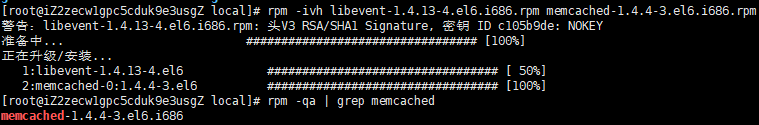 [root@iZ2zecw1gpc5cduk9e3usgZ local]# rpm -ivh libevent-1.4.13-4.el6.i686.rpm memcached-1.4.4-3.el6.i686.rpm
警告：libevent-1.4.13-4.el6.i686.rpm: 头V3 RSA/SHA1 Signature, 密钥 ID c105b9de: NOKEY
准备中... ################################# [100%]
正在升级/安装...
1:libevent-1.4.13-4.el6 ################################# [ 50%]
2:memcached-0:1.4.4-3.el6 ################################# [100%]
[root@iZ2zecw1gpc5cduk9e3usgZ local]# rpm -qa | grep memcached
memcached-1.4.4-3.el6.i686